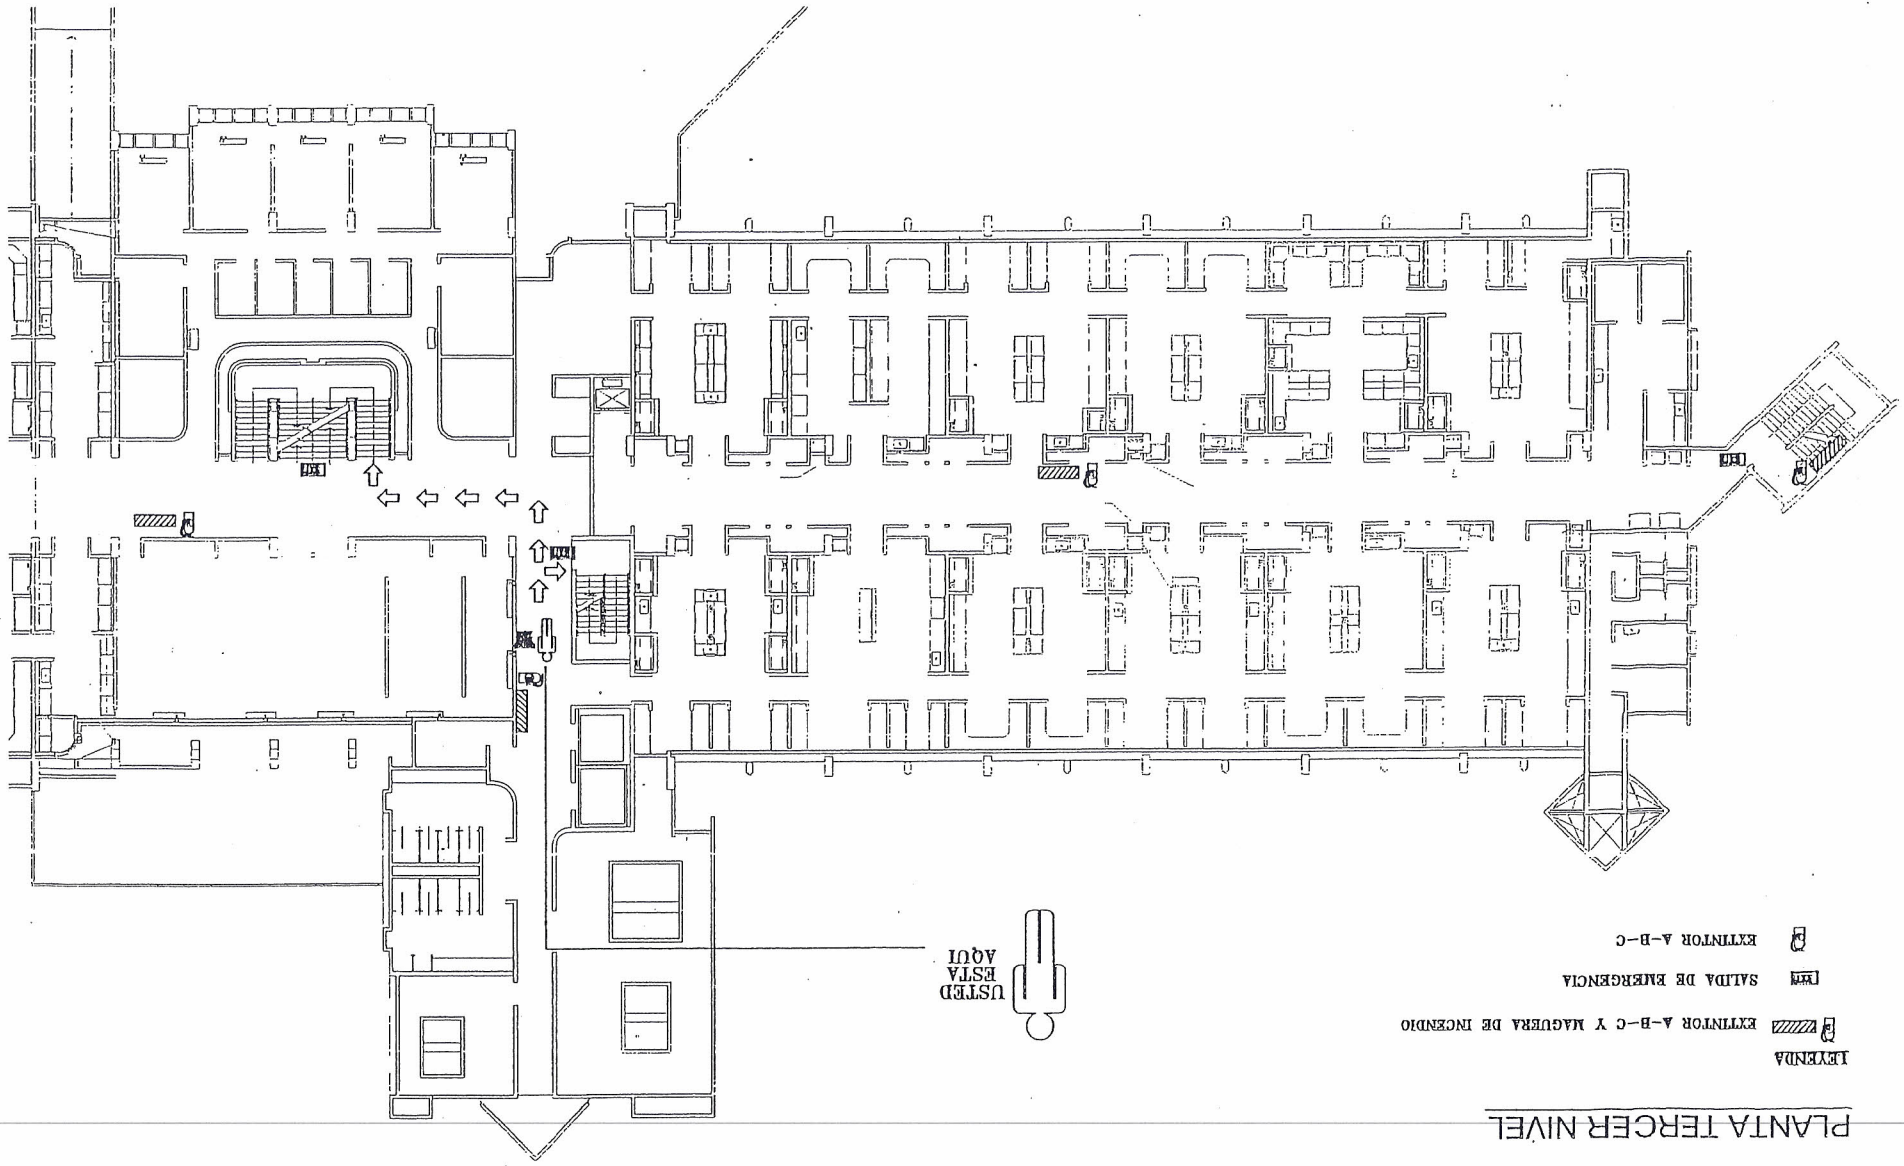 PLANTA TERCER NIVEL
LEYENDA
EXTINTOR A-B-C Y MAGUERA DE INCENDIO
SALIDA DE EMERGENCIA
EXTINTOR A-B-C
USTED
ESTA
AQUI